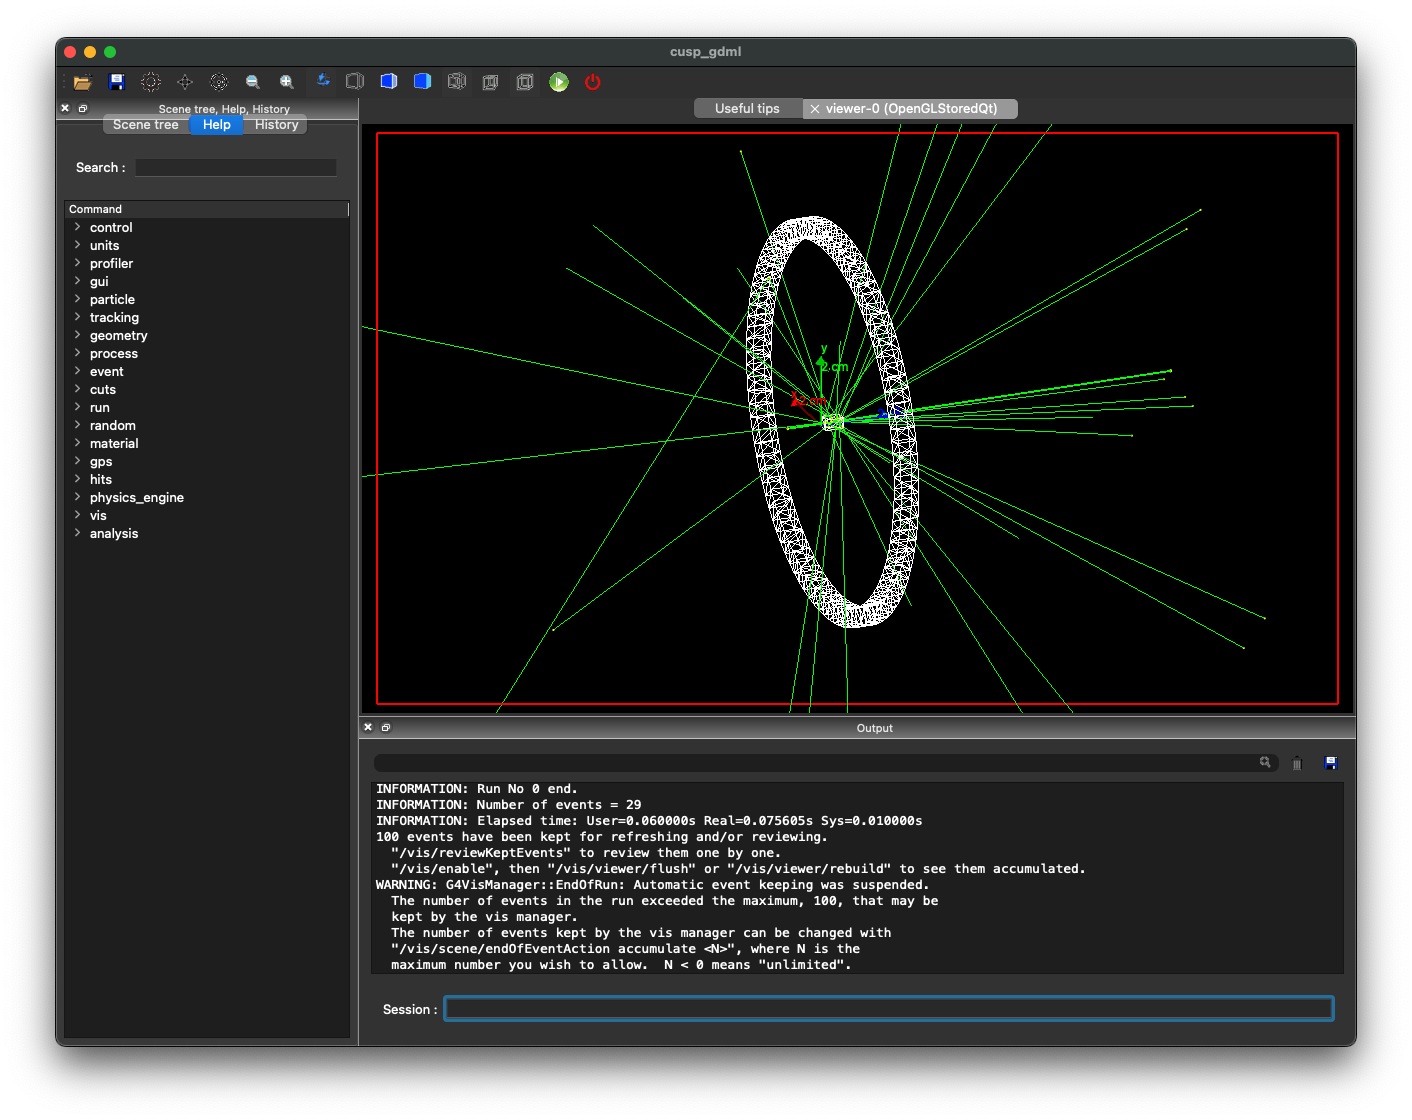 cusp_gdml
Scene tree, Help, History
Useful tips
viewer-0 (OpenGLStoredQt)
Scene tree
Help
History
Search :
Command
control
units
profiler
gui
particle
tracking
geometry
process
event
cuts
run
random
material
gps
hits
physics_engine
vis
analysis
y
2 cm
x
2 cm
Output
INFORMATION: Run No 0 end.
INFORMATION: Number of events = 29
INFORMATION: Elapsed time: User=0.060000s Real=0.075605s Sys=0.010000s
100 events have been kept for refreshing and/or reviewing.
"/vis/reviewKeptEvents" to review them one by one.
"/vis/enable", then "/vis/viewer/flush" or "/vis/viewer/rebuild" to see them accumulated.
WARNING: G4VisManager::EndOfRun: Automatic event keeping was suspended.
The number of events in the run exceeded the maximum, 100, that may be
kept by the vis manager.
The number of events kept by the vis manager can be changed with
"/vis/scene/endOfEventAction accumulate <N>", where N is the
maximum number you wish to allow.  N < 0 means "unlimited".
Session :